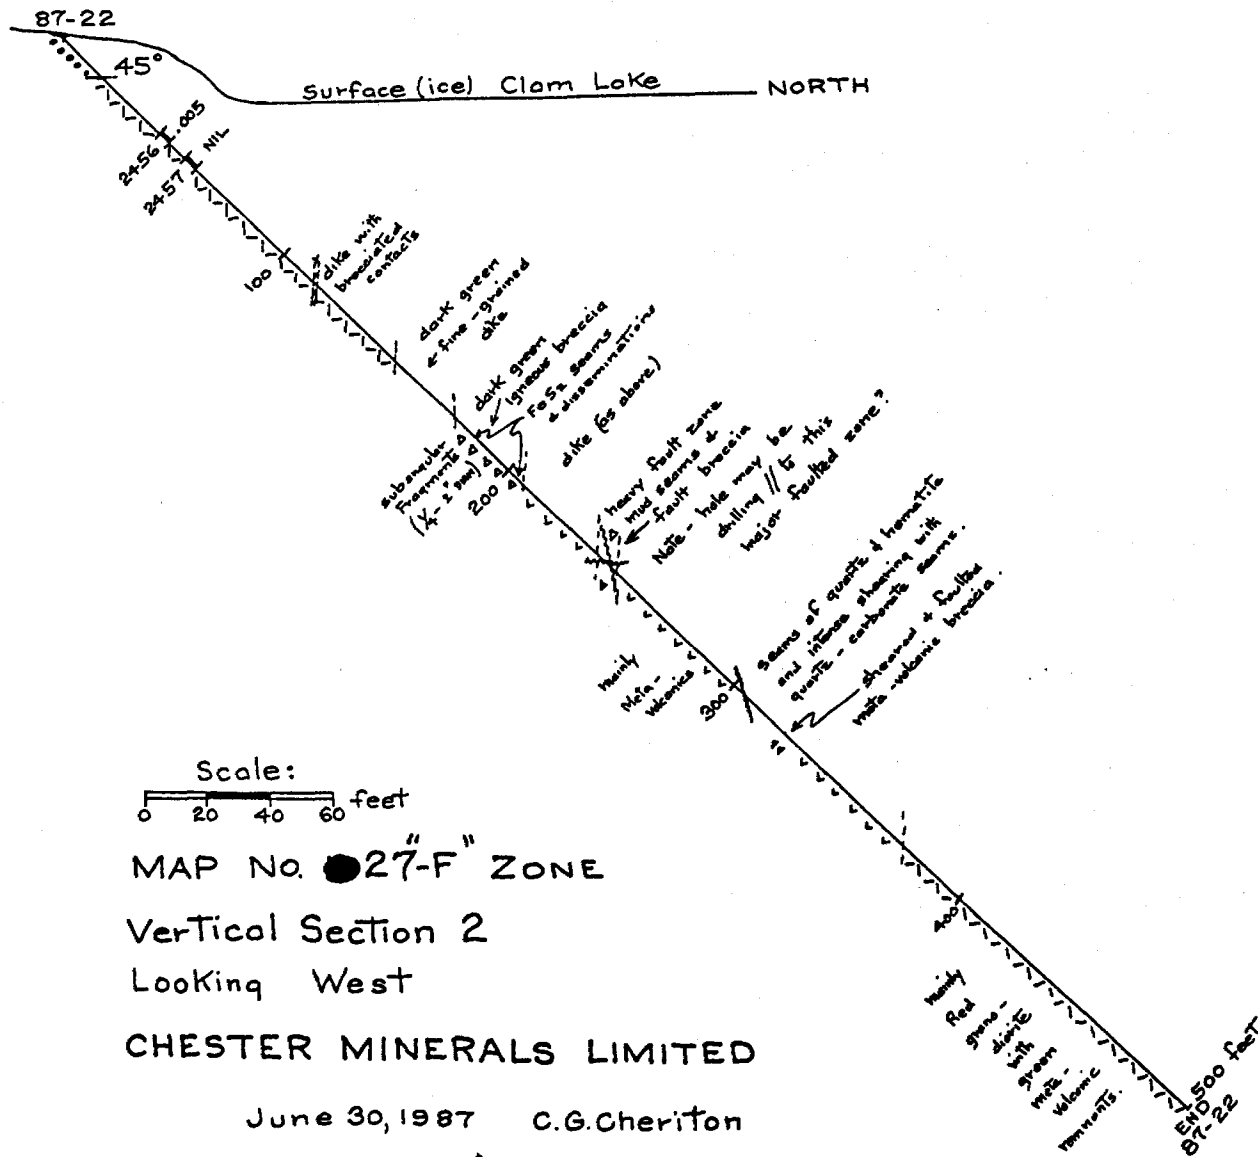 87-22
45°
Surface (ice) Clam Lake NORTH
2456 .005
2457 NIL
100
dike with
brecciated
contacts
dark green
fine-grained
dike
dark green
igneous breccia
FeS2 seams
& disseminations
subangular
Fragments
(1/4-2" diam)
200
dike (as above)
heavy fault zone
mud seams &
fault breccia
Note - hole may be
drilling // to this
major faulted zone?
mainly
Meta-
volcanics
300
seams of quartz & hematite
and intense shearing with
quartz-carbonate seams.
sheared & faulted
meta-volcanic breccia.
400
mainly
Red
grano-
diorite
with
green
meta-
volcanic
remnants.
500 feet
END
87-22
Scale:
0 20 40 60 feet
MAP No. 27 "-F" ZONE
Vertical Section 2
Looking West
CHESTER MINERALS LIMITED
June 30, 1987 C.G.Cheriton